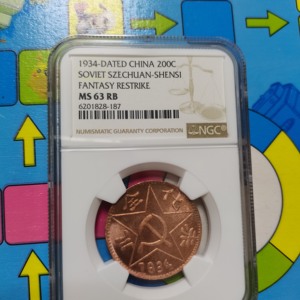 1934-DATED CHINA 200C
SOVIET SZECHUAN-SHENSI
FANTASY RESTRIKE
MS 63 RB
6201828-187
NUMISMATIC GUARANTY CORPORATION
NGC
1934